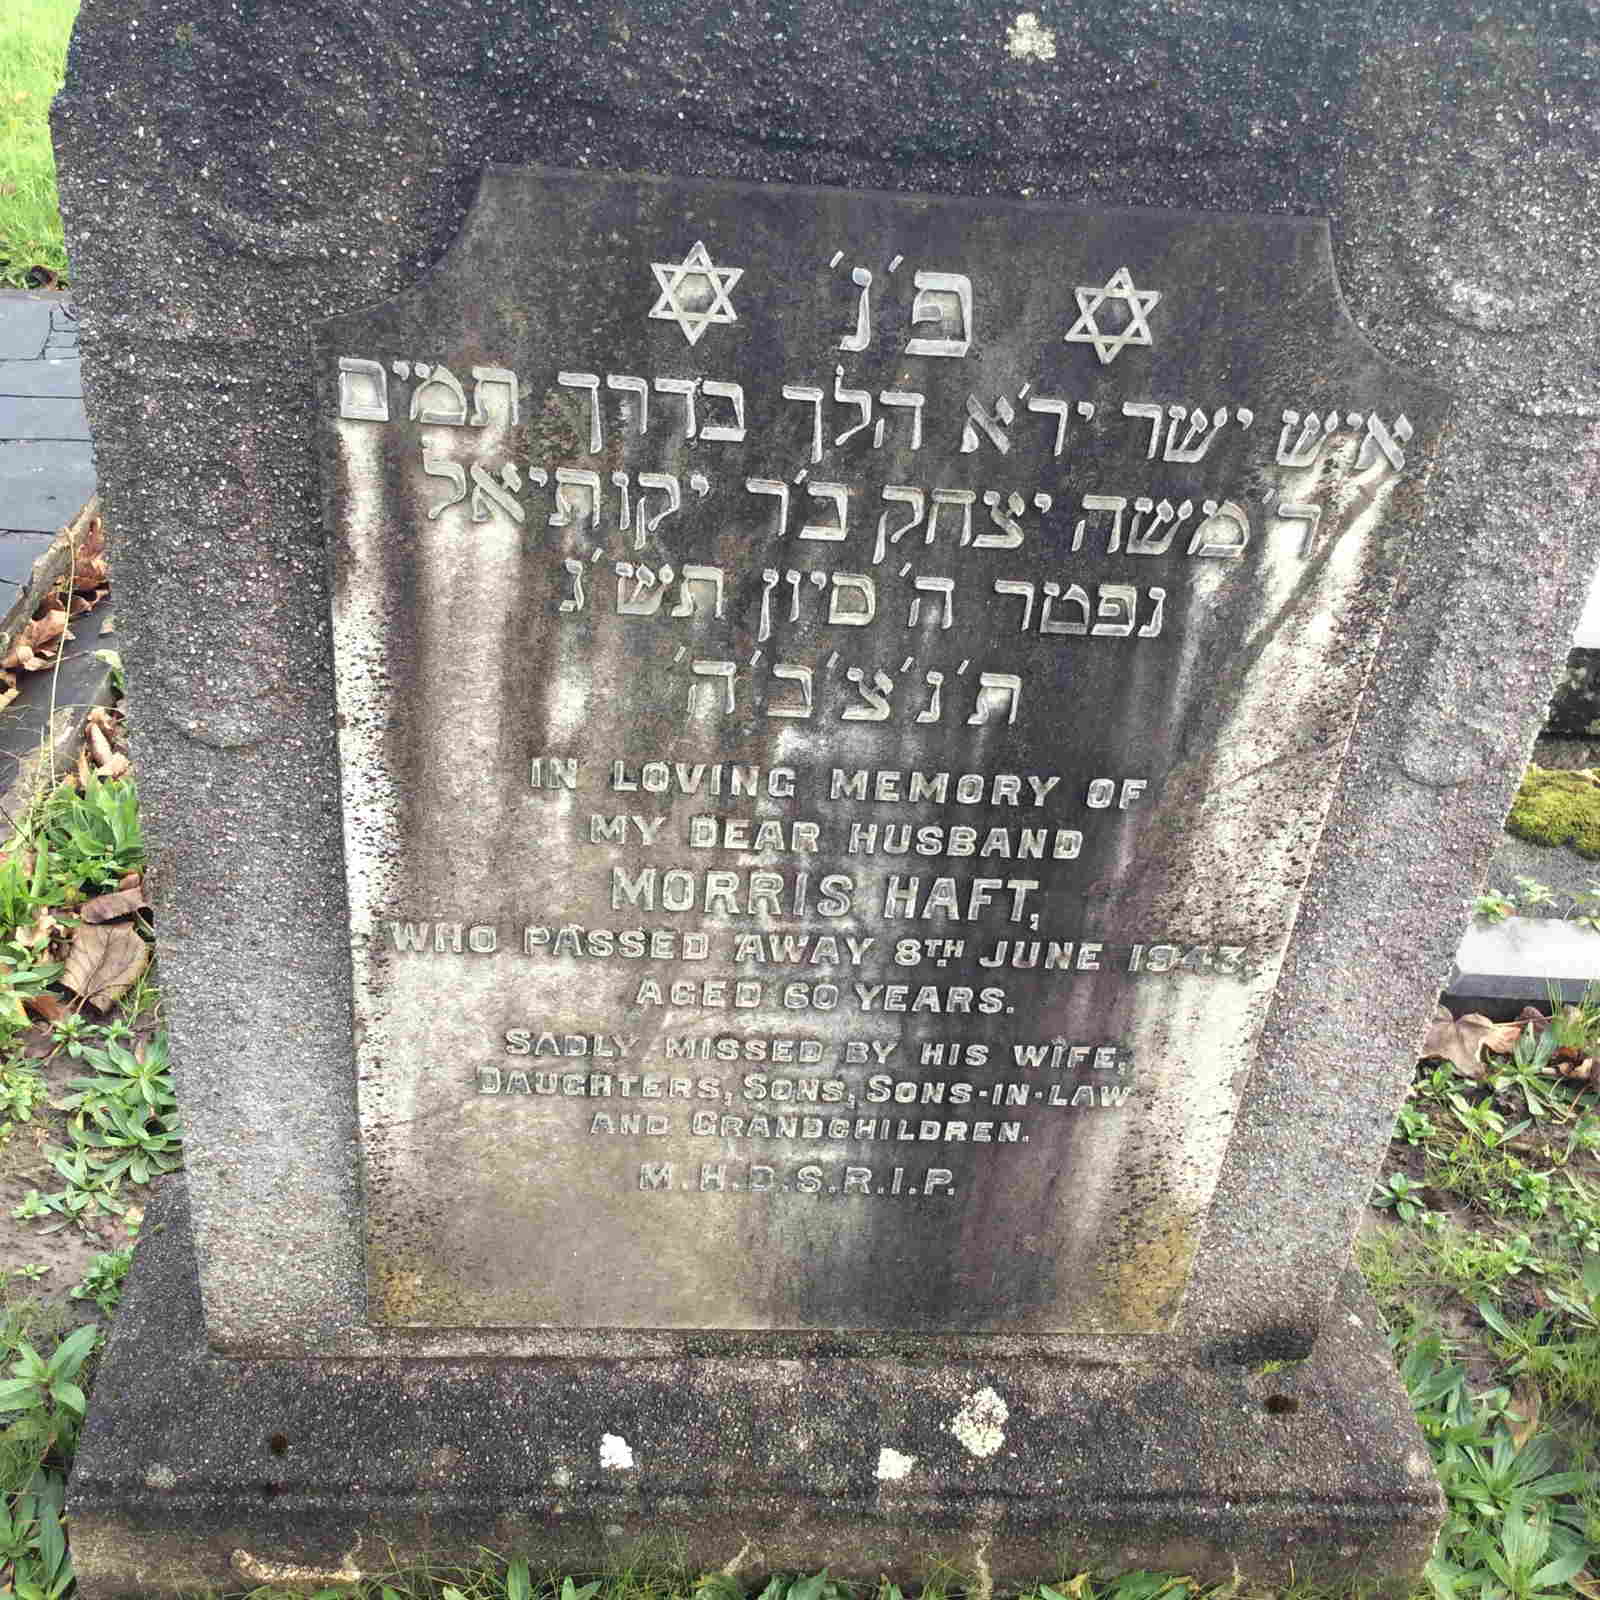 פ'נ'
איש ישר יר'א הלך בדרך תמים
ר' משה יצחק ב'ר יקותיאל
נפטר ה' סיון תש'ג
ת'נ'צ'ב'ה'
IN LOVING MEMORY OF
MY DEAR HUSBAND
MORRIS HAFT,
WHO PASSED AWAY 8TH JUNE 1943,
AGED 60 YEARS.
SADLY MISSED BY HIS WIFE,
DAUGHTERS, SONS, SONS-IN-LAW
AND GRANDCHILDREN.
M.H.D.S.R.I.P.